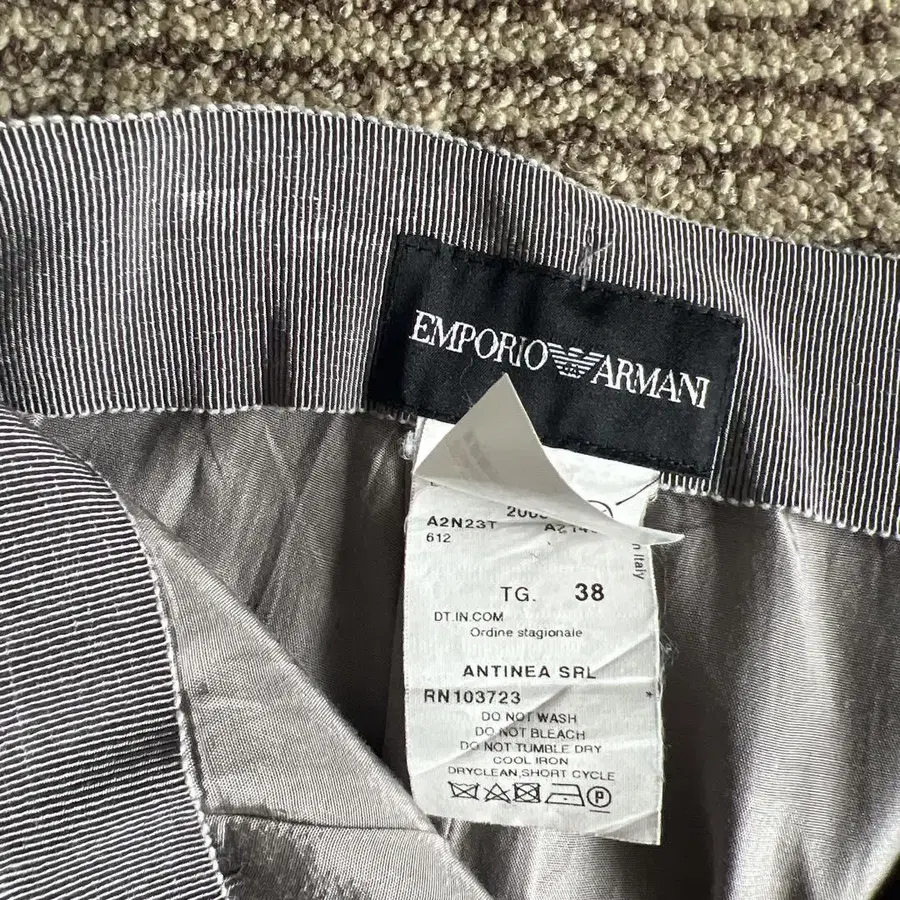 EMPORIO ARMANI
A2N23T
612
TG. 38
DT.IN.COM
Ordine stagionale
ANTINEA SRL
RN103723 *
DO NOT WASH
DO NOT BLEACH
DO NOT TUMBLE DRY
COOL IRON
DRYCLEAN,SHORT CYCLE
P
Italy